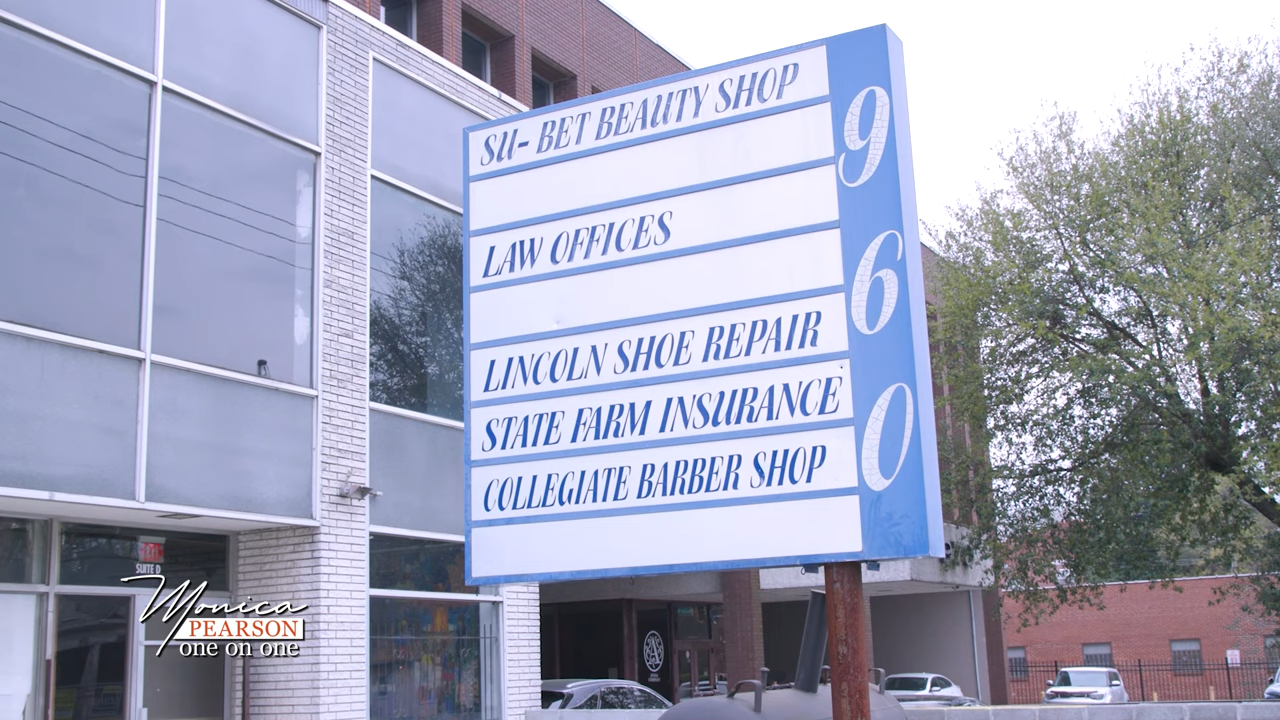 SU- BET BEAUTY SHOP
LAW OFFICES
LINCOLN SHOE REPAIR
STATE FARM INSURANCE
COLLEGIATE BARBER SHOP
960
SUITE D
Monica
PEARSON
one on one